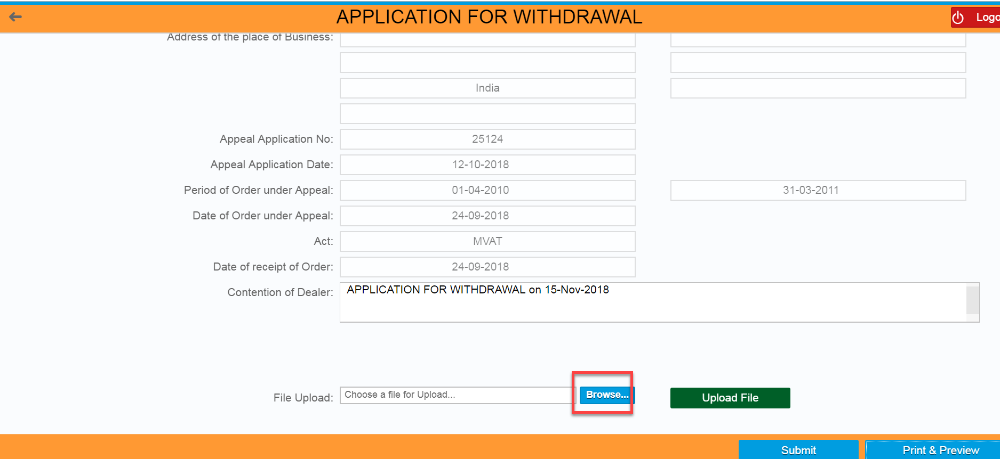 APPLICATION FOR WITHDRAWAL
Logo
Address of the place of Business:
India
Appeal Application No: 25124
Appeal Application Date: 12-10-2018
Period of Order under Appeal: 01-04-2010 31-03-2011
Date of Order under Appeal: 24-09-2018
Act: MVAT
Date of receipt of Order: 24-09-2018
Contention of Dealer: APPLICATION FOR WITHDRAWAL on 15-Nov-2018
File Upload: Choose a file for Upload... Browse... Upload File
Submit Print & Preview